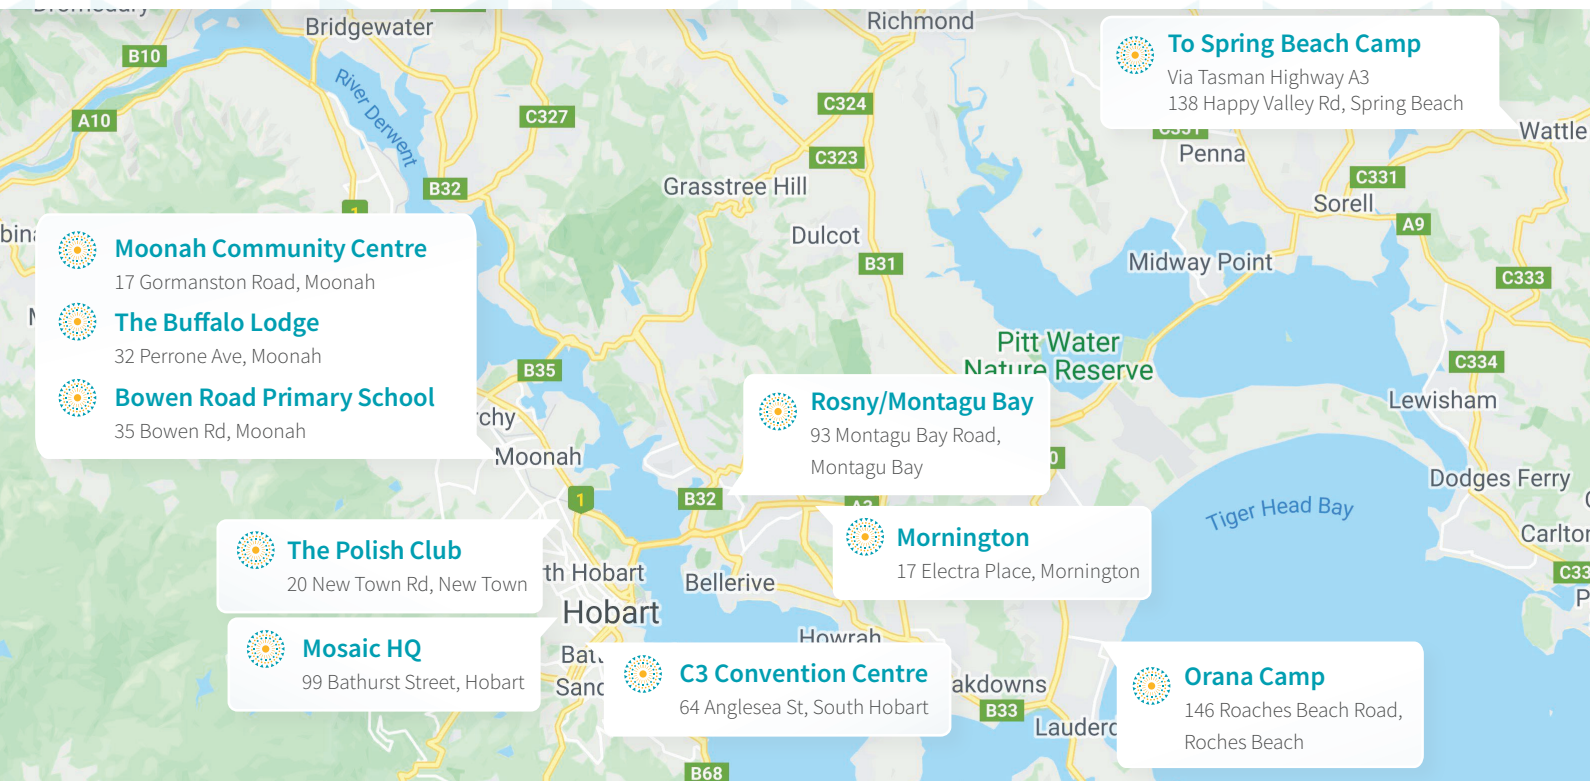 Bridgewater
Richmond
B10
River Derwent
A10
C327
C324
C323
B32
Grasstree Hill
Dulcot
B31
1
To Spring Beach Camp
Via Tasman Highway A3
138 Happy Valley Rd, Spring Beach
Wattle
Penna
C331
Sorell
A9
Midway Point
C333
Moonah Community Centre
17 Gormanston Road, Moonah
The Buffalo Lodge
32 Perrone Ave, Moonah
Bowen Road Primary School
35 Bowen Rd, Moonah
B35
chy
Moonah
Pitt Water
Nature Reserve
C334
Lewisham
Dodges Ferry
Tiger Head Bay
Rosny/Montagu Bay
93 Montagu Bay Road,
Montagu Bay
1
B32
Mornington
17 Electra Place, Mornington
The Polish Club
20 New Town Rd, New Town
th Hobart
Hobart
Bellerive
Howrah
Mosaic HQ
99 Bathurst Street, Hobart
C3 Convention Centre
64 Anglesea St, South Hobart
akdowns
B33
Orana Camp
146 Roaches Beach Road,
Roches Beach
B68